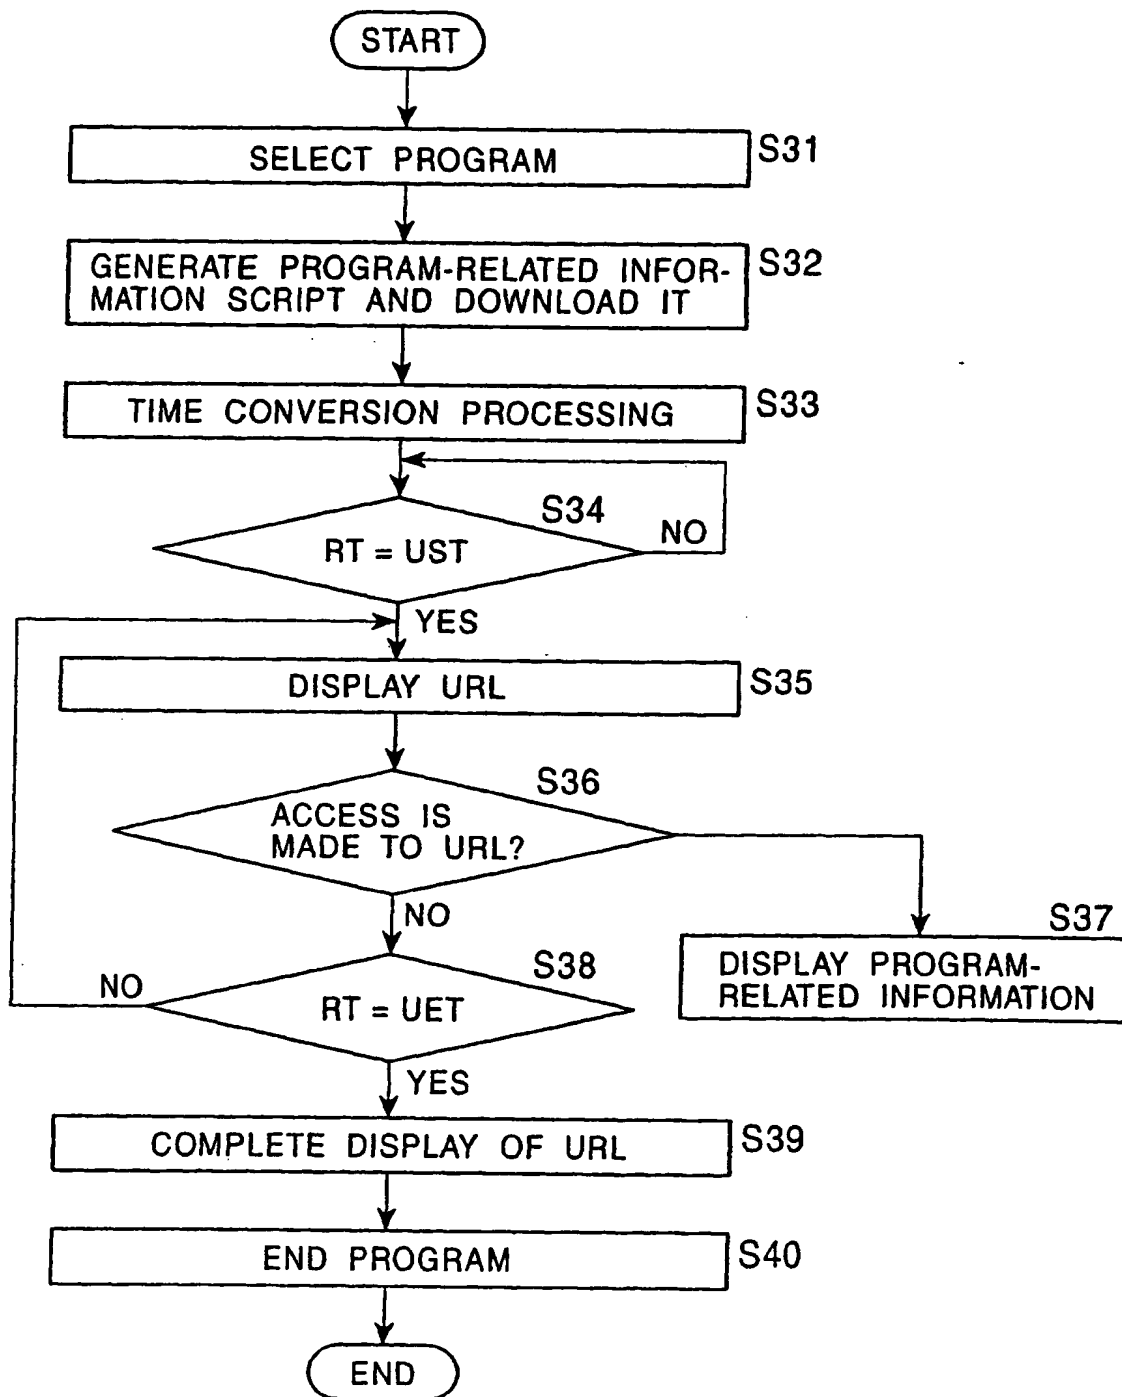 START
SELECT PROGRAM
S31
GENERATE PROGRAM-RELATED INFOR-
MATION SCRIPT AND DOWNLOAD IT
S32
TIME CONVERSION PROCESSING
S33
S34
RT = UST
NO
YES
DISPLAY URL
S35
S36
ACCESS IS
MADE TO URL?
NO
S37
DISPLAY PROGRAM-
RELATED INFORMATION
S38
NO
RT = UET
YES
COMPLETE DISPLAY OF URL
S39
END PROGRAM
S40
END